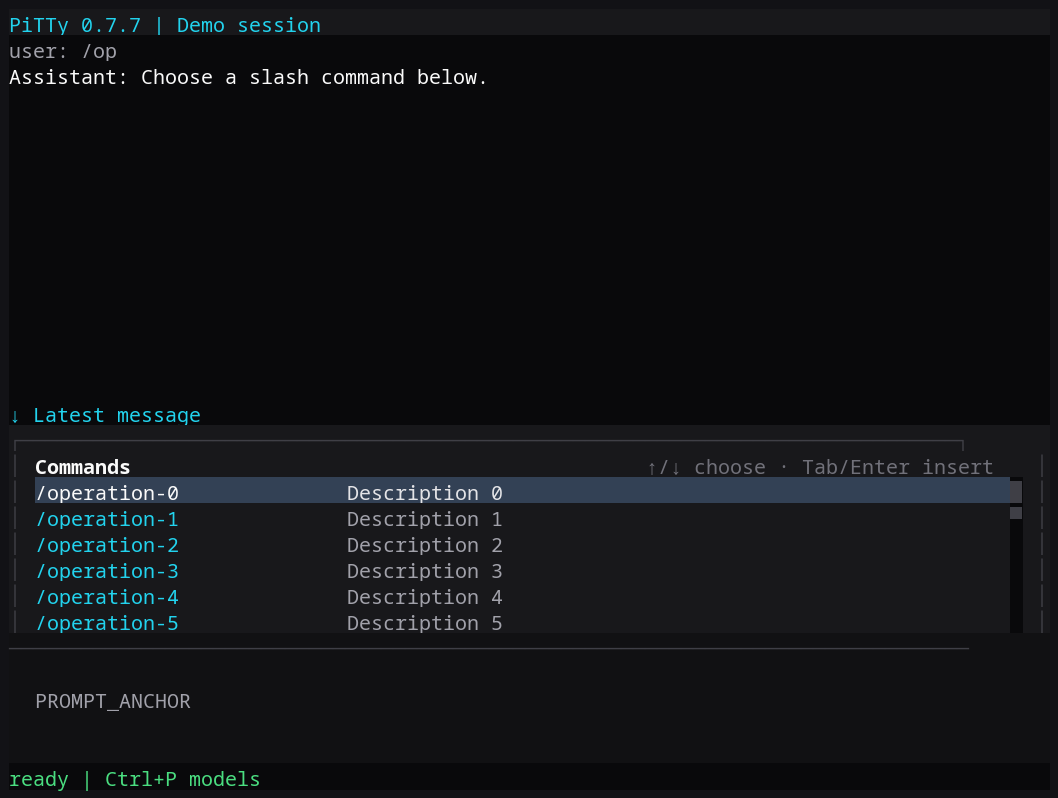 PiTTy 0.7.7 | Demo session
user: /op
Assistant: Choose a slash command below.
↓ Latest message
Commands ↑/↓ choose · Tab/Enter insert
/operation-0 Description 0
/operation-1 Description 1
/operation-2 Description 2
/operation-3 Description 3
/operation-4 Description 4
/operation-5 Description 5
PROMPT_ANCHOR
ready | Ctrl+P models